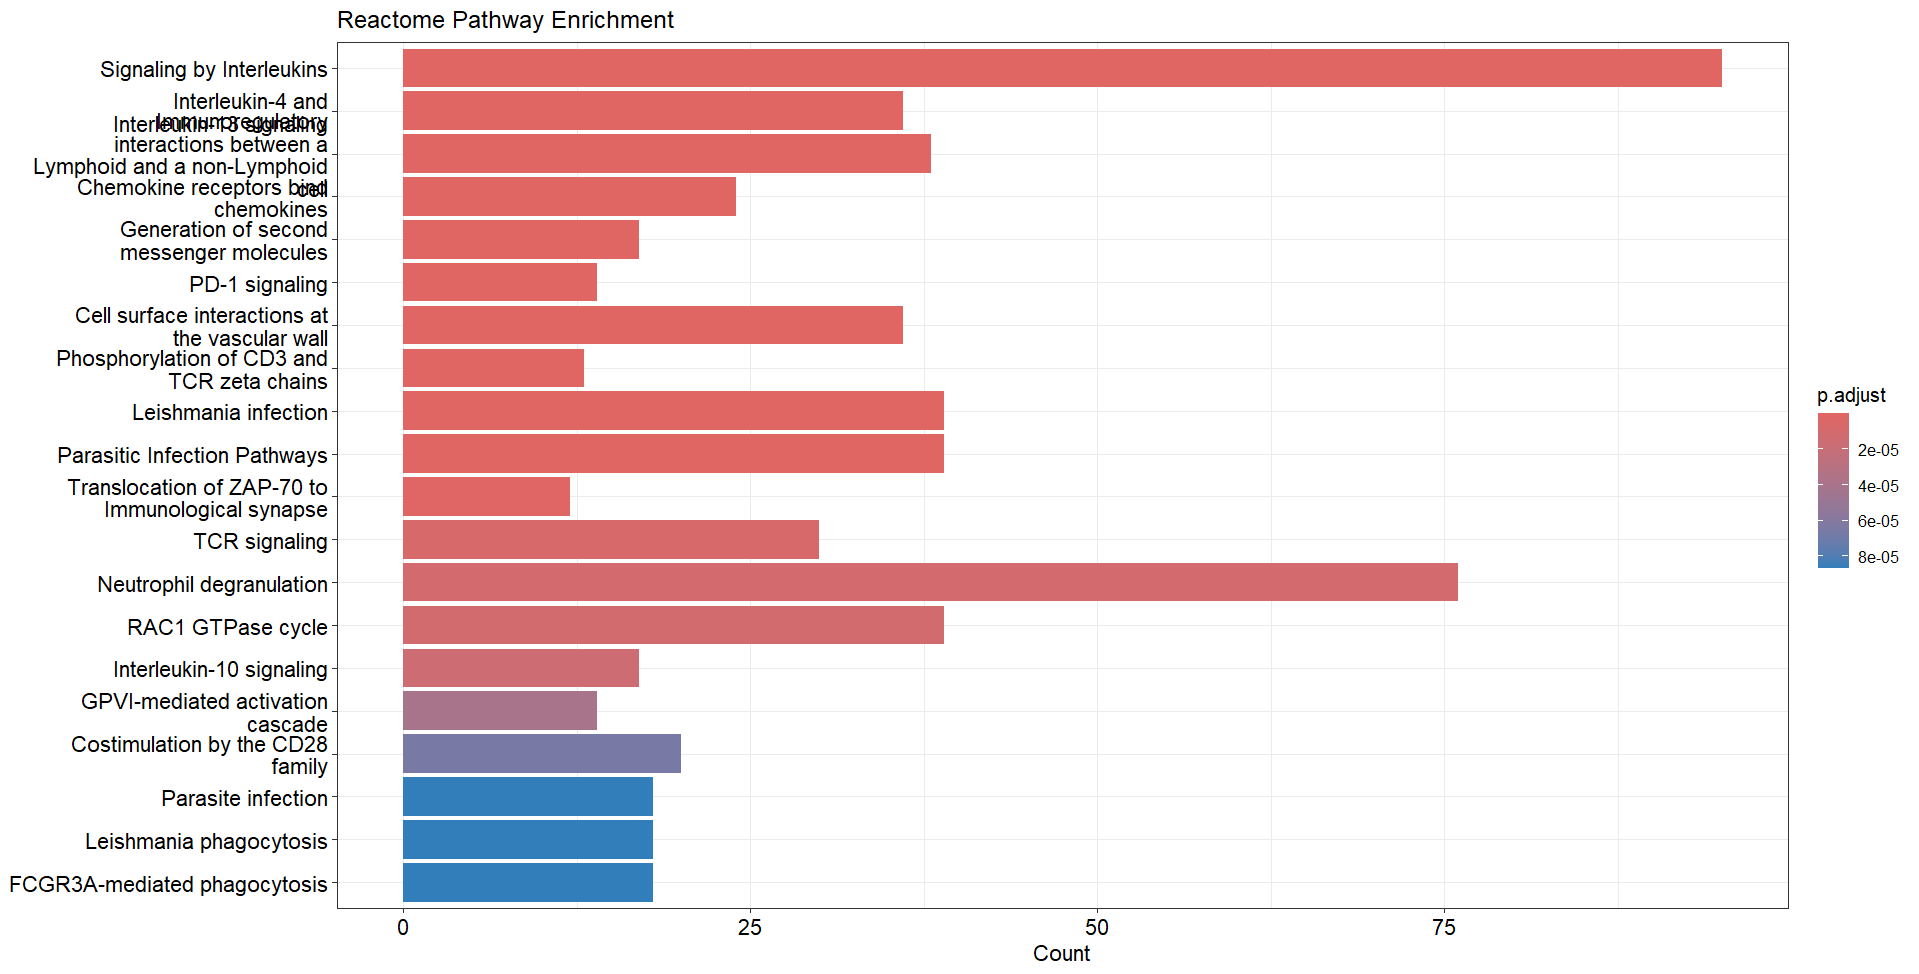 Reactome Pathway Enrichment
Signaling by Interleukins
Interleukin-4 and
Interleukin-13 signaling
Immunoregulatory
interactions between a
Lymphoid and a non-Lymphoid
cell
Chemokine receptors bind
chemokines
Generation of second
messenger molecules
PD-1 signaling
Cell surface interactions at
the vascular wall
Phosphorylation of CD3 and
TCR zeta chains
Leishmania infection
Parasitic Infection Pathways
Translocation of ZAP-70 to
Immunological synapse
TCR signaling
Neutrophil degranulation
RAC1 GTPase cycle
Interleukin-10 signaling
GPVI-mediated activation
cascade
Costimulation by the CD28
family
Parasite infection
Leishmania phagocytosis
FCGR3A-mediated phagocytosis
0
25
50
75
Count
p.adjust
2e-05
4e-05
6e-05
8e-05